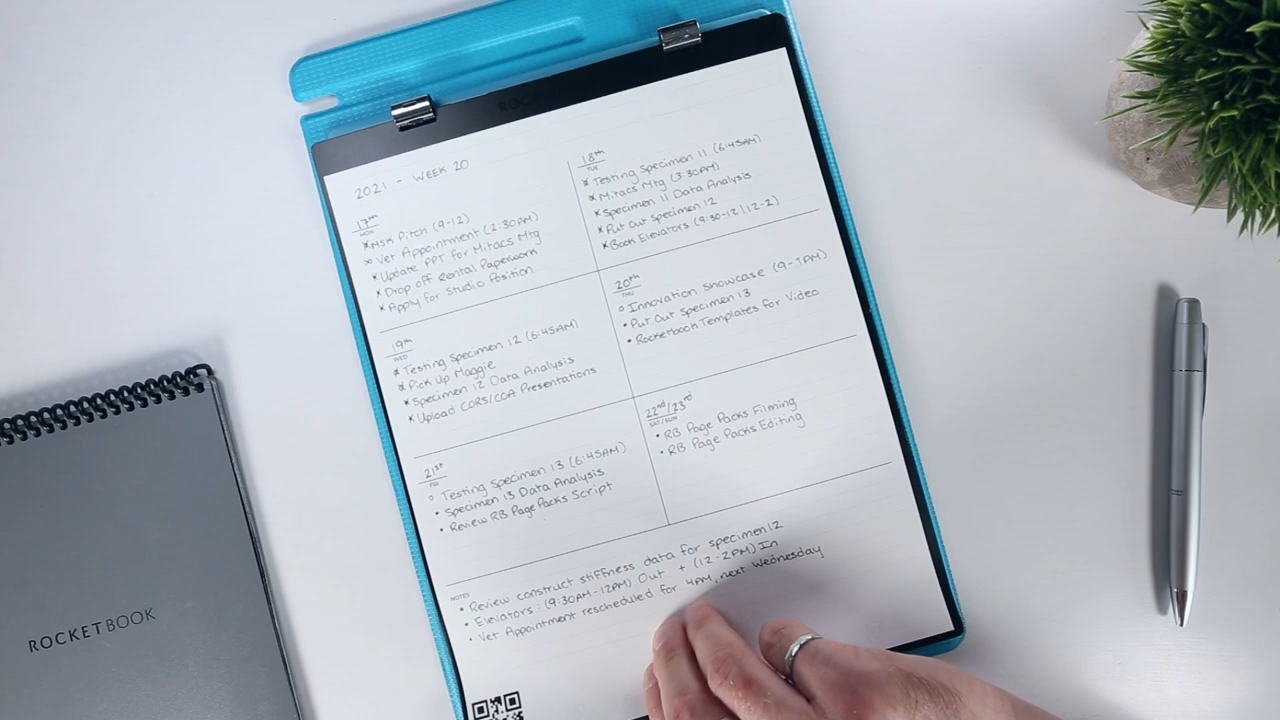 ROCKETBOOK
2021 - WEEK 20
17th
MON
× MSK Pitch (9-12)
× Vet Appointment (2:30PM)
× Update PPT for Mitacs Mtg
× Drop off Rental Paperwork
× Apply for Studio Position
18th
TUE
× Testing Specimen 11 (6:45AM)
× Mitacs Mtg (3:30PM)
× Specimen 11 Data Analysis
× Put Out Specimen 12
× Book Elevators (9:30-12|12-2)
19th
WED
× Testing Specimen 12 (6:45AM)
× Pick Up Maggie
× Specimen 12 Data Analysis
× Upload CORS/COA Presentations
20th
THU
○ Innovation Showcase (9-1PM)
• Put Out Specimen 13
• Rocketbook Templates for Video
21st
FRI
○ Testing Specimen 13 (6:45AM)
• Specimen 13 Data Analysis
• Review RB Page Packs Script
22nd/23rd
SAT/SUN
• RB Page Packs Filming
• RB Page Packs Editing
NOTES
• Review construct stiffness data for specimen 12
• Elevators: (9:30AM-12PM) Out + (12-2PM) In
• Vet Appointment rescheduled for 4PM, next Wednesday
ROCKETBOOK